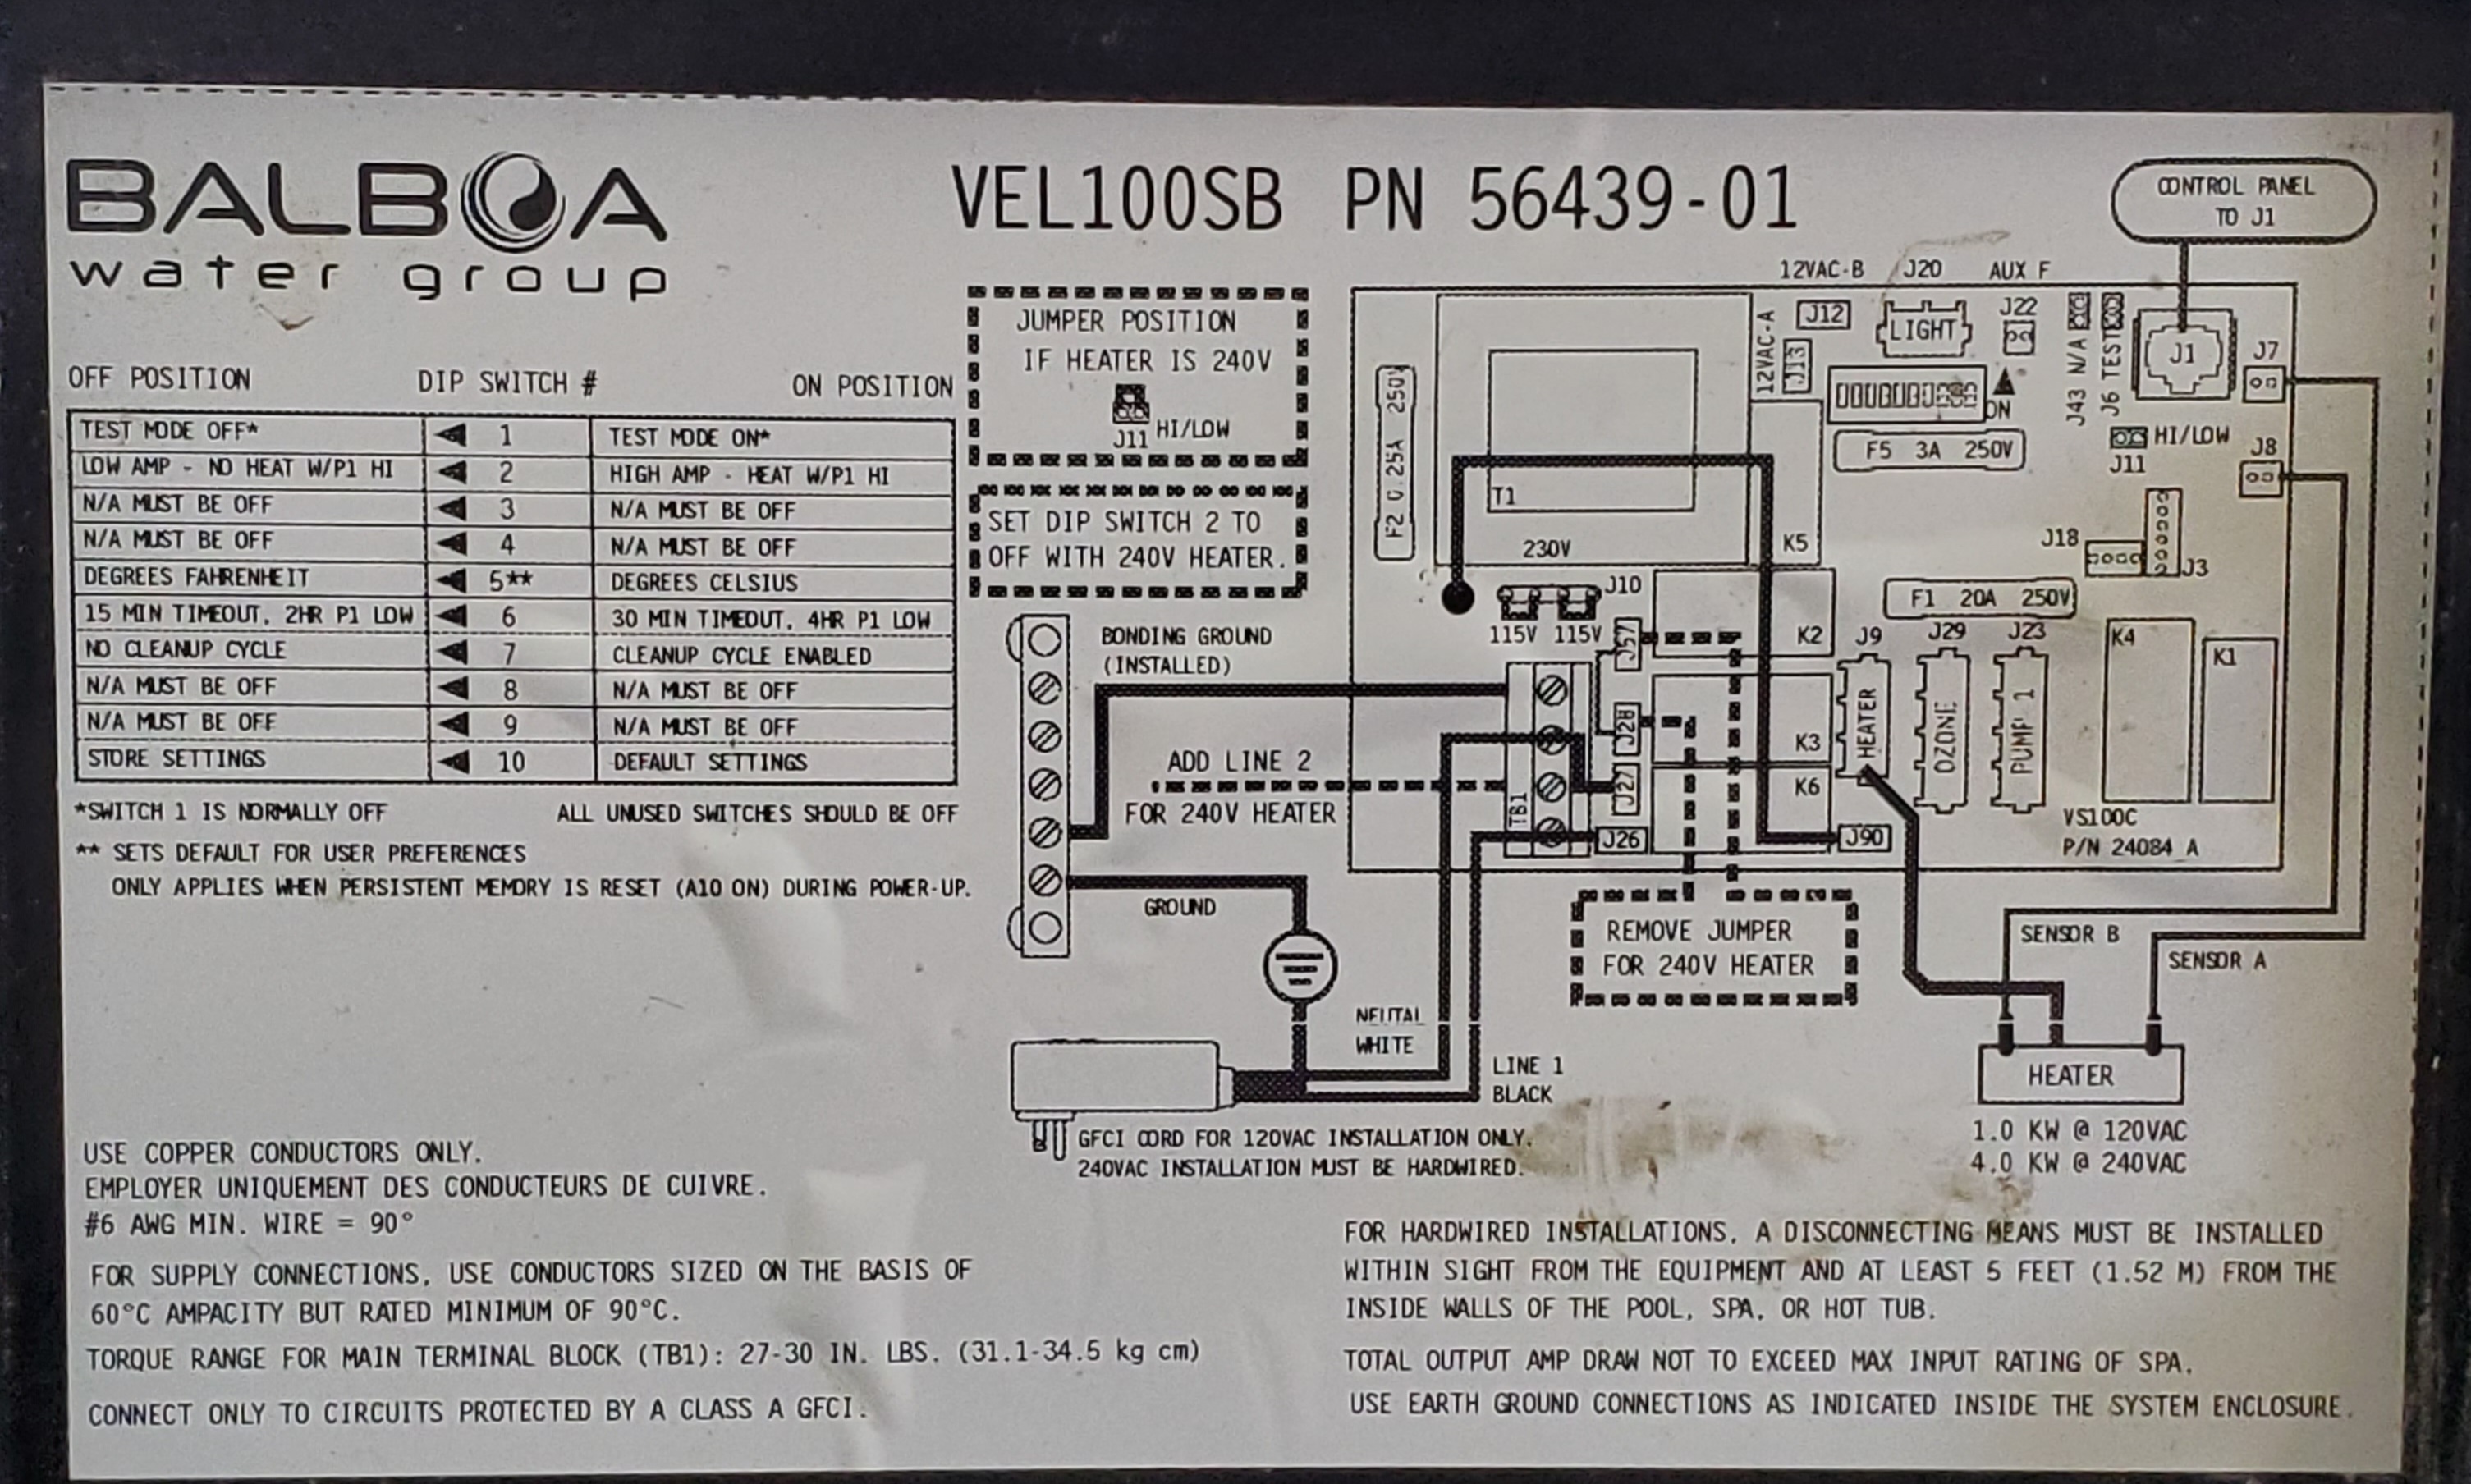 BALBOA
water group
VEL100SB PN 56439-01
CONTROL PANEL
TO J1
OFF POSITION DIP SWITCH # ON POSITION
TEST MODE OFF* 1 TEST MODE ON*
LOW AMP - NO HEAT W/P1 HI 2 HIGH AMP - HEAT W/P1 HI
N/A MUST BE OFF 3 N/A MUST BE OFF
N/A MUST BE OFF 4 N/A MUST BE OFF
DEGREES FAHRENHEIT 5** DEGREES CELSIUS
15 MIN TIMEOUT, 2HR P1 LOW 6 30 MIN TIMEOUT, 4HR P1 LOW
NO CLEANUP CYCLE 7 CLEANUP CYCLE ENABLED
N/A MUST BE OFF 8 N/A MUST BE OFF
N/A MUST BE OFF 9 N/A MUST BE OFF
STORE SETTINGS 10 DEFAULT SETTINGS
*SWITCH 1 IS NORMALLY OFF ALL UNUSED SWITCHES SHOULD BE OFF
** SETS DEFAULT FOR USER PREFERENCES
ONLY APPLIES WHEN PERSISTENT MEMORY IS RESET (A10 ON) DURING POWER-UP.
JUMPER POSITION
IF HEATER IS 240V
J11 HI/LOW
SET DIP SWITCH 2 TO
OFF WITH 240V HEATER.
BONDING GROUND
(INSTALLED)
ADD LINE 2
FOR 240V HEATER
GROUND
12VAC-B J20 AUX F
12VAC-A
J12
J13
LIGHT
J22
J43 N/A
J6 TEST
J1
J7
ON
F5 3A 250V
HI/LOW
J11
J8
F2 0.25A 250V
T1
230V
K5
J18
J3
J10
115V 115V
J57
K2
F1 20A 250V
J9
J29
J23
K4
K1
J28
K3
HEATER
OZONE
PUMP 1
TB1
J27
K6
J26
J90
VS100C
P/N 24084 A
REMOVE JUMPER
FOR 240V HEATER
SENSOR B
SENSOR A
NEUTAL
WHITE
LINE 1
BLACK
HEATER
1.0 KW @ 120VAC
4.0 KW @ 240VAC
GFCI CORD FOR 120VAC INSTALLATION ONLY.
240VAC INSTALLATION MUST BE HARDWIRED.
USE COPPER CONDUCTORS ONLY.
EMPLOYER UNIQUEMENT DES CONDUCTEURS DE CUIVRE.
#6 AWG MIN. WIRE = 90°
FOR SUPPLY CONNECTIONS, USE CONDUCTORS SIZED ON THE BASIS OF
60°C AMPACITY BUT RATED MINIMUM OF 90°C.
TORQUE RANGE FOR MAIN TERMINAL BLOCK (TB1): 27-30 IN. LBS. (31.1-34.5 kg cm)
CONNECT ONLY TO CIRCUITS PROTECTED BY A CLASS A GFCI.
FOR HARDWIRED INSTALLATIONS, A DISCONNECTING MEANS MUST BE INSTALLED
WITHIN SIGHT FROM THE EQUIPMENT AND AT LEAST 5 FEET (1.52 M) FROM THE
INSIDE WALLS OF THE POOL, SPA, OR HOT TUB.
TOTAL OUTPUT AMP DRAW NOT TO EXCEED MAX INPUT RATING OF SPA.
USE EARTH GROUND CONNECTIONS AS INDICATED INSIDE THE SYSTEM ENCLOSURE.